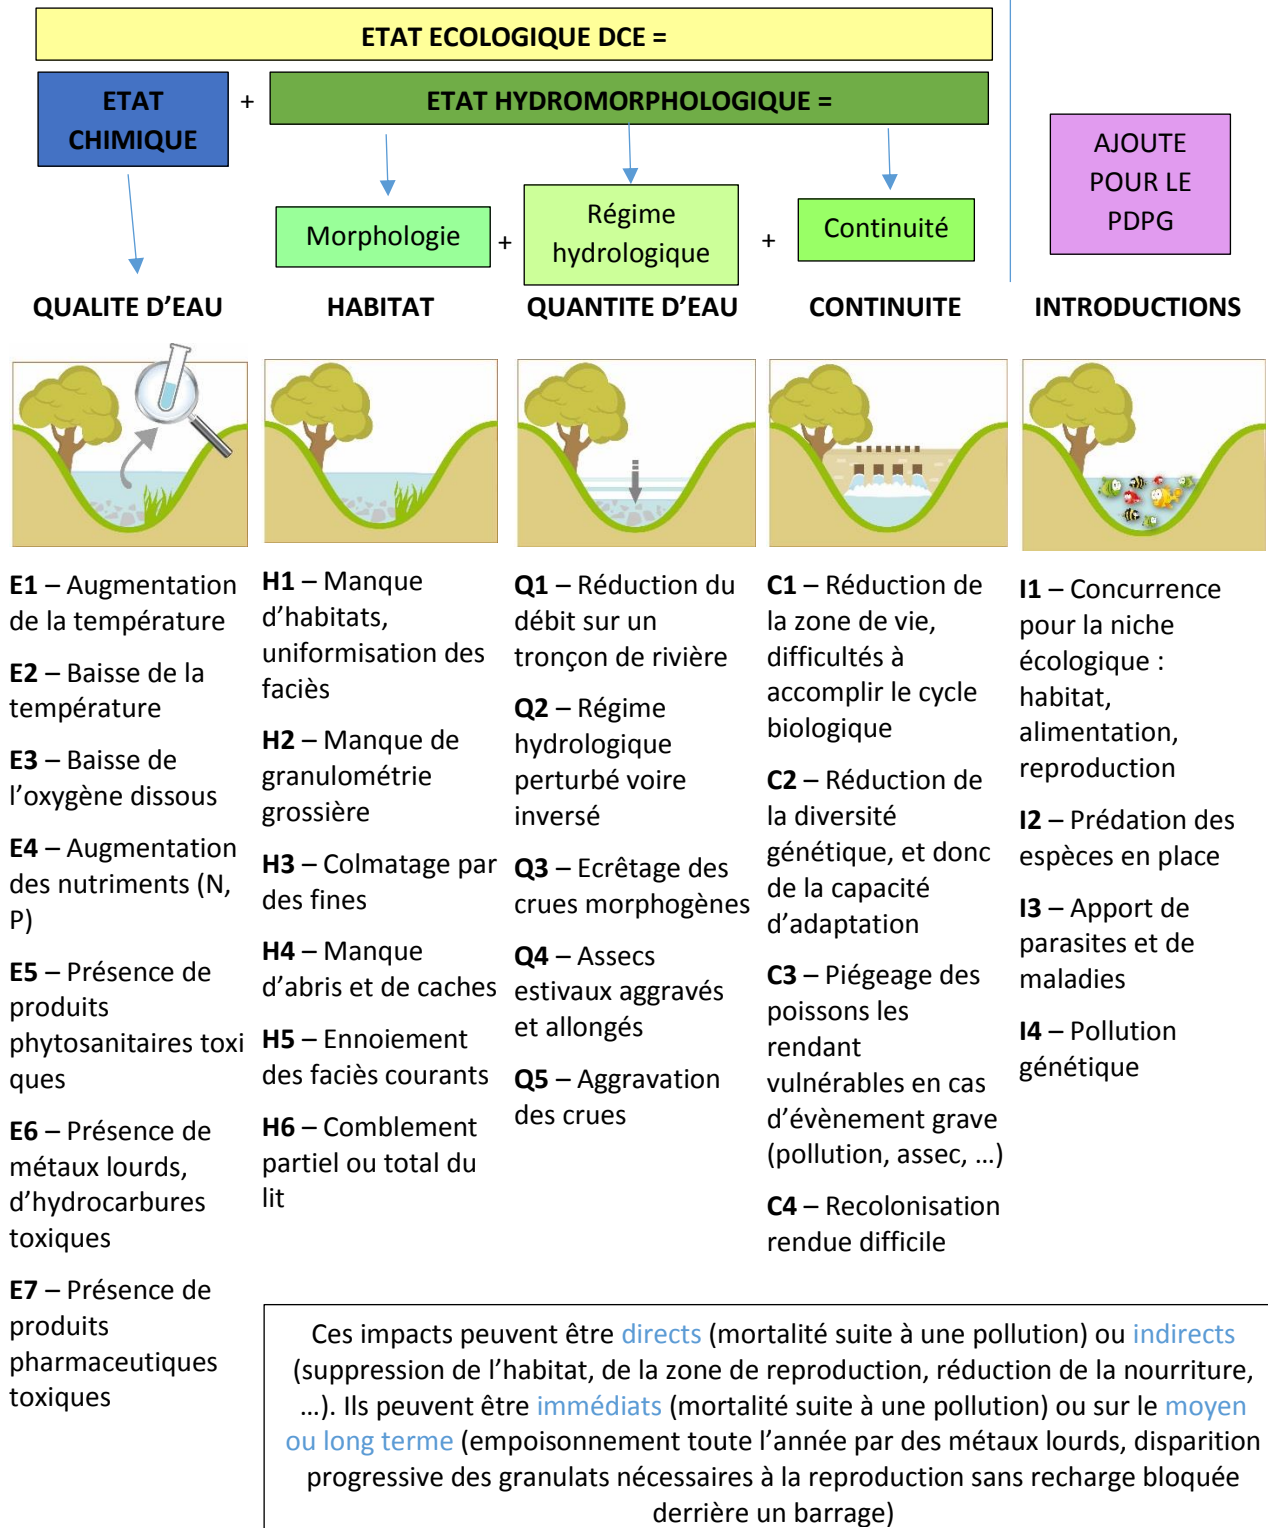 ETAT ECOLOGIQUE DCE =
ETAT
CHIMIQUE
+
ETAT HYDROMORPHOLOGIQUE =
AJOUTE
POUR LE
PDPG
Morphologie
+
Régime
hydrologique
+
Continuité
QUALITE D’EAU
HABITAT
QUANTITE D’EAU
CONTINUITE
INTRODUCTIONS
E1 – Augmentation
de la température
E2 – Baisse de la
température
E3 – Baisse de
l’oxygène dissous
E4 – Augmentation
des nutriments (N,
P)
E5 – Présence de
produits
phytosanitaires toxi
ques
E6 – Présence de
métaux lourds,
d’hydrocarbures
toxiques
E7 – Présence de
produits
pharmaceutiques
toxiques
H1 – Manque
d’habitats,
uniformisation des
faciès
H2 – Manque de
granulométrie
grossière
H3 – Colmatage par
des fines
H4 – Manque
d’abris et de caches
H5 – Ennoiement
des faciès courants
H6 – Comblement
partiel ou total du
lit
Q1 – Réduction du
débit sur un
tronçon de rivière
Q2 – Régime
hydrologique
perturbé voire
inversé
Q3 – Ecrêtage des
crues morphogènes
Q4 – Assecs
estivaux aggravés
et allongés
Q5 – Aggravation
des crues
C1 – Réduction de
la zone de vie,
difficultés à
accomplir le cycle
biologique
C2 – Réduction de
la diversité
génétique, et donc
de la capacité
d’adaptation
C3 – Piégeage des
poissons les
rendant
vulnérables en cas
d’évènement grave
(pollution, assec, …)
C4 – Recolonisation
rendue difficile
I1 – Concurrence
pour la niche
écologique :
habitat,
alimentation,
reproduction
I2 – Prédation des
espèces en place
I3 – Apport de
parasites et de
maladies
I4 – Pollution
génétique
Ces impacts peuvent être directs (mortalité suite à une pollution) ou indirects
(suppression de l’habitat, de la zone de reproduction, réduction de la nourriture,
…). Ils peuvent être immédiats (mortalité suite à une pollution) ou sur le moyen
ou long terme (empoisonnement toute l’année par des métaux lourds, disparition
progressive des granulats nécessaires à la reproduction sans recharge bloquée
derrière un barrage)